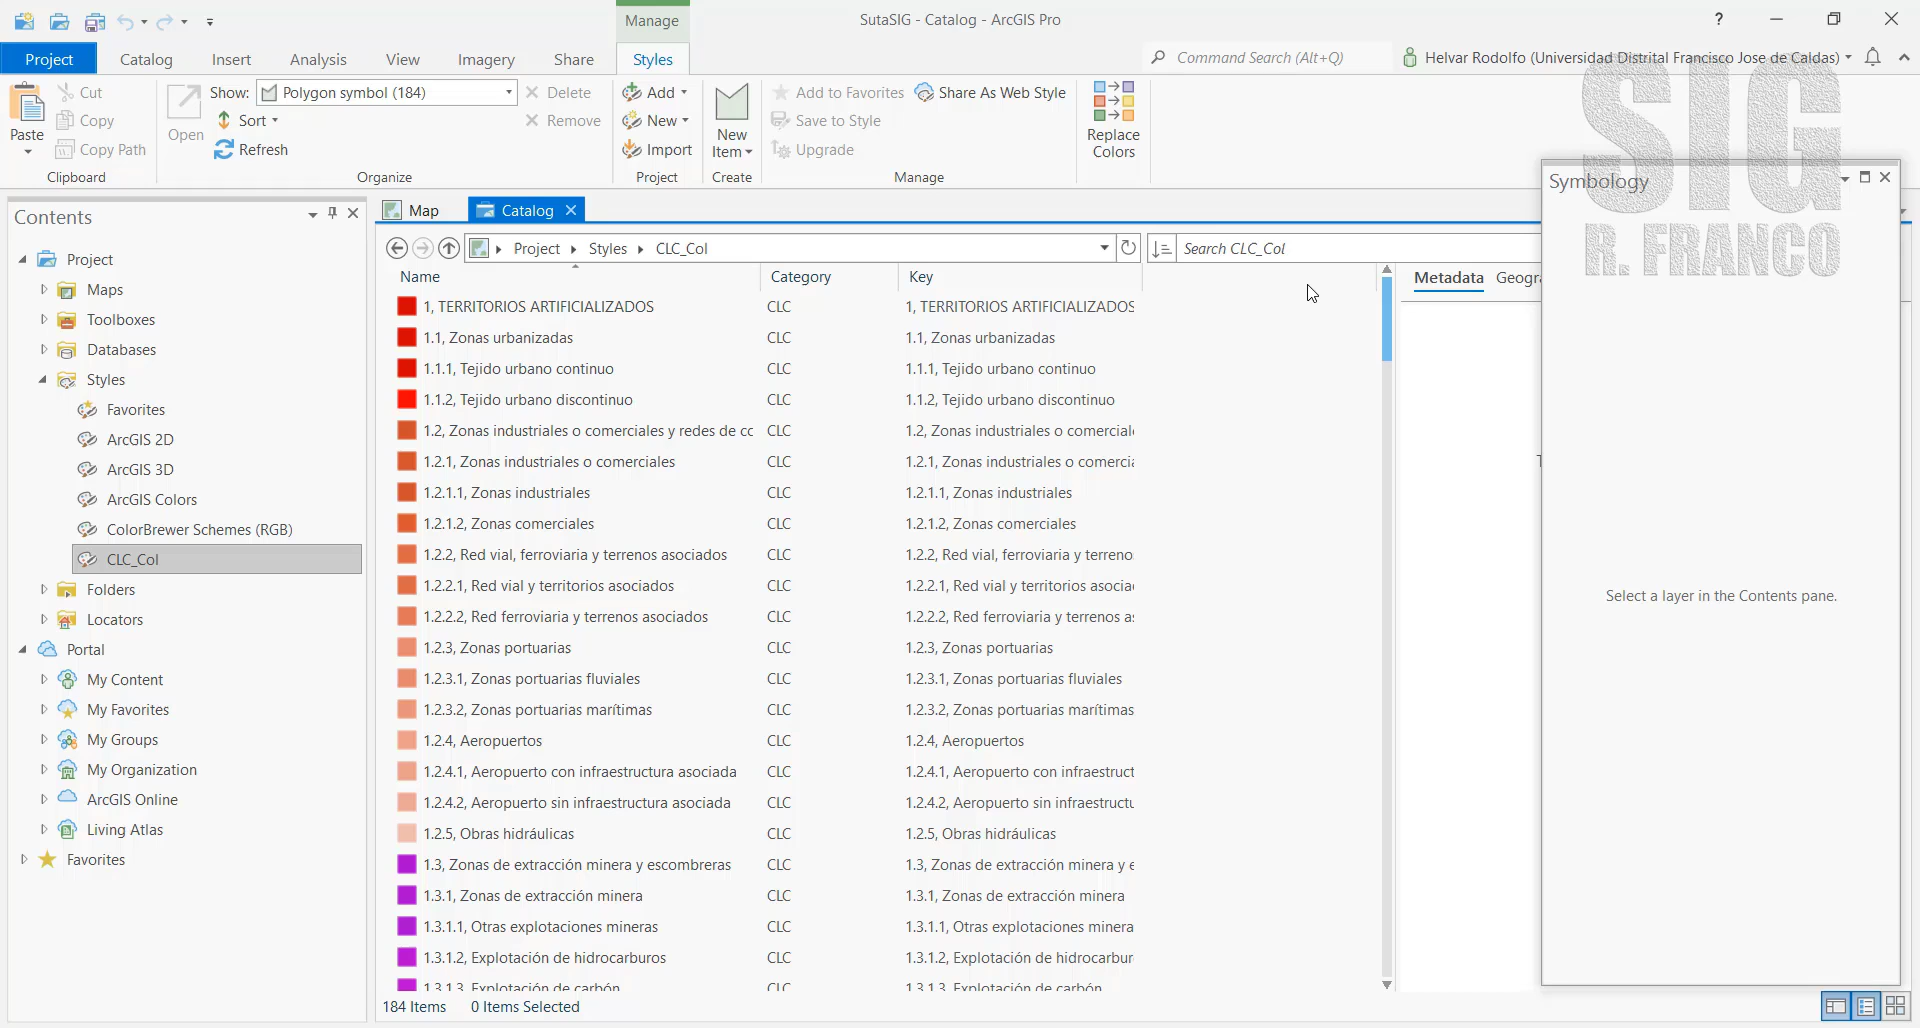 Manage
SutaSIG - Catalog - ArcGIS Pro
Project
Catalog
Insert
Analysis
View
Imagery
Share
Styles
Command Search (Alt+Q)
Helvar Rodolfo (Universidad Distrital Francisco Jose de Caldas)
Paste
Cut
Copy
Copy Path
Clipboard
Open
Show:
Polygon symbol (184)
Sort
Refresh
Delete
Remove
Organize
Add
New
Import
Project
New Item
Create
Add to Favorites
Save to Style
Upgrade
Share As Web Style
Manage
Replace Colors
SIG
R. FRANCO
Contents
Project
Maps
Toolboxes
Databases
Styles
Favorites
ArcGIS 2D
ArcGIS 3D
ArcGIS Colors
ColorBrewer Schemes (RGB)
CLC_Col
Folders
Locators
Portal
My Content
My Favorites
My Groups
My Organization
ArcGIS Online
Living Atlas
Favorites
Map
Catalog
Project
Styles
CLC_Col
Search CLC_Col
Name Category Key
1, TERRITORIOS ARTIFICIALIZADOS CLC 1, TERRITORIOS ARTIFICIALIZADOS
1.1, Zonas urbanizadas CLC 1.1, Zonas urbanizadas
1.1.1, Tejido urbano continuo CLC 1.1.1, Tejido urbano continuo
1.1.2, Tejido urbano discontinuo CLC 1.1.2, Tejido urbano discontinuo
1.2, Zonas industriales o comerciales y redes de cc CLC 1.2, Zonas industriales o comerciale
1.2.1, Zonas industriales o comerciales CLC 1.2.1, Zonas industriales o comercia
1.2.1.1, Zonas industriales CLC 1.2.1.1, Zonas industriales
1.2.1.2, Zonas comerciales CLC 1.2.1.2, Zonas comerciales
1.2.2, Red vial, ferroviaria y terrenos asociados CLC 1.2.2, Red vial, ferroviaria y terreno
1.2.2.1, Red vial y territorios asociados CLC 1.2.2.1, Red vial y territorios asocia
1.2.2.2, Red ferroviaria y terrenos asociados CLC 1.2.2.2, Red ferroviaria y terrenos a
1.2.3, Zonas portuarias CLC 1.2.3, Zonas portuarias
1.2.3.1, Zonas portuarias fluviales CLC 1.2.3.1, Zonas portuarias fluviales
1.2.3.2, Zonas portuarias marítimas CLC 1.2.3.2, Zonas portuarias marítimas
1.2.4, Aeropuertos CLC 1.2.4, Aeropuertos
1.2.4.1, Aeropuerto con infraestructura asociada CLC 1.2.4.1, Aeropuerto con infraestruct
1.2.4.2, Aeropuerto sin infraestructura asociada CLC 1.2.4.2, Aeropuerto sin infraestructu
1.2.5, Obras hidráulicas CLC 1.2.5, Obras hidráulicas
1.3, Zonas de extracción minera y escombreras CLC 1.3, Zonas de extracción minera y e
1.3.1, Zonas de extracción minera CLC 1.3.1, Zonas de extracción minera
1.3.1.1, Otras explotaciones mineras CLC 1.3.1.1, Otras explotaciones minera
1.3.1.2, Explotación de hidrocarburos CLC 1.3.1.2, Explotación de hidrocarbur
1.3.1.3, Explotación de carbón CLC 1.3.1.3, Explotación de carbón
184 Items
0 Items Selected
Metadata Geogra
Symbology
Select a layer in the Contents pane.